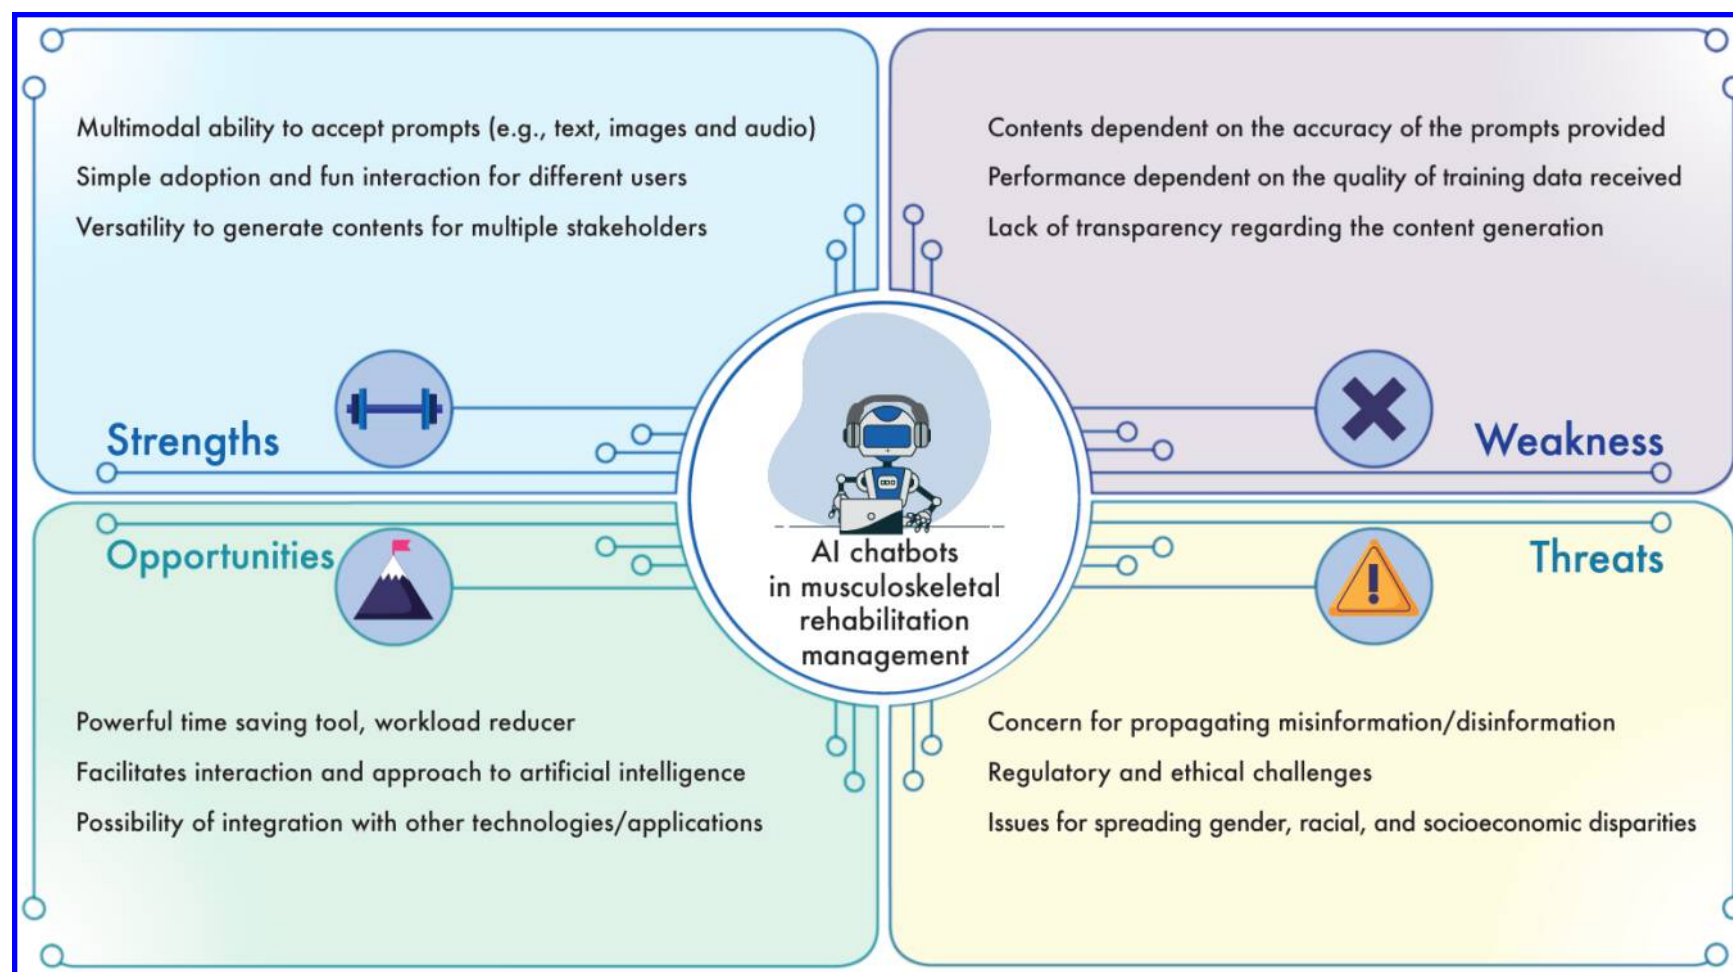 Multimodal ability to accept prompts (e.g., text, images and audio)
Simple adoption and fun interaction for different users
Versatility to generate contents for multiple stakeholders
Strengths
Contents dependent on the accuracy of the prompts provided
Performance dependent on the quality of training data received
Lack of transparency regarding the content generation
Weakness
AI chatbots
in musculoskeletal
rehabilitation
management
Opportunities
Powerful time saving tool, workload reducer
Facilitates interaction and approach to artificial intelligence
Possibility of integration with other technologies/applications
Threats
Concern for propagating misinformation/disinformation
Regulatory and ethical challenges
Issues for spreading gender, racial, and socioeconomic disparities